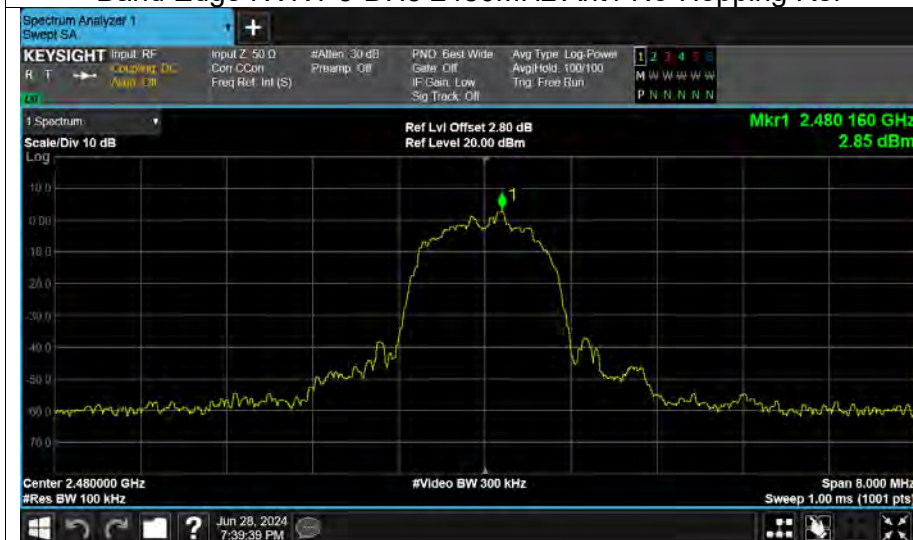 Spectrum Analyzer 1
Swept SA
+
KEYSIGHT Input: RF
R T Coupling: DC
Align: Off
Input Z: 50 Ω
Corr CCorr
Freq Ref: Int (S)
#Atten: 30 dB
Preamp: Off
PNO: Best Wide
Gate: Off
IF Gain: Low
Sig Track: Off
Avg Type: Log-Power
Avg|Hold: 100/100
Trig: Free Run
1 2 3 4 5 6
M W W W W W
P N N N N N
1 Spectrum
Scale/Div 10 dB
Log
Ref Lvl Offset 2.80 dB
Ref Level 20.00 dBm
Mkr1 2.480 160 GHz
2.85 dBm
1
10.0
0.00
-10.0
-20.0
-30.0
-40.0
-50.0
-60.0
-70.0
Center 2.480000 GHz
#Res BW 100 kHz
#Video BW 300 kHz
Span 8.000 MHz
Sweep 1.00 ms (1001 pts)
?
Jun 28, 2024
7:39:39 PM